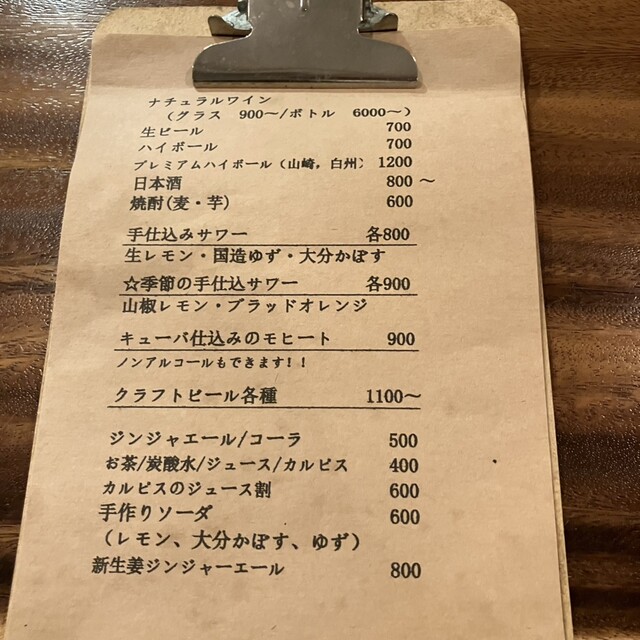 ナチュラルワイン
（グラス　900〜/ボトル　6000〜）
生ビール　700
ハイボール　700
プレミアムハイボール（山崎，白州）　1200
日本酒　800 〜
焼酎(麦・芋)　600
手仕込みサワー　各800
生レモン・国造ゆず・大分かぼす
☆季節の手仕込サワー　各900
山椒レモン・ブラッドオレンジ
キューバ仕込みのモヒート　900
ノンアルコールもできます！！
クラフトビール各種　1100〜
ジンジャエール/コーラ　500
お茶/炭酸水/ジュース/カルピス　400
カルピスのジュース割　600
手作りソーダ　600
（レモン、大分かぼす、ゆず）
新生姜ジンジャーエール　800